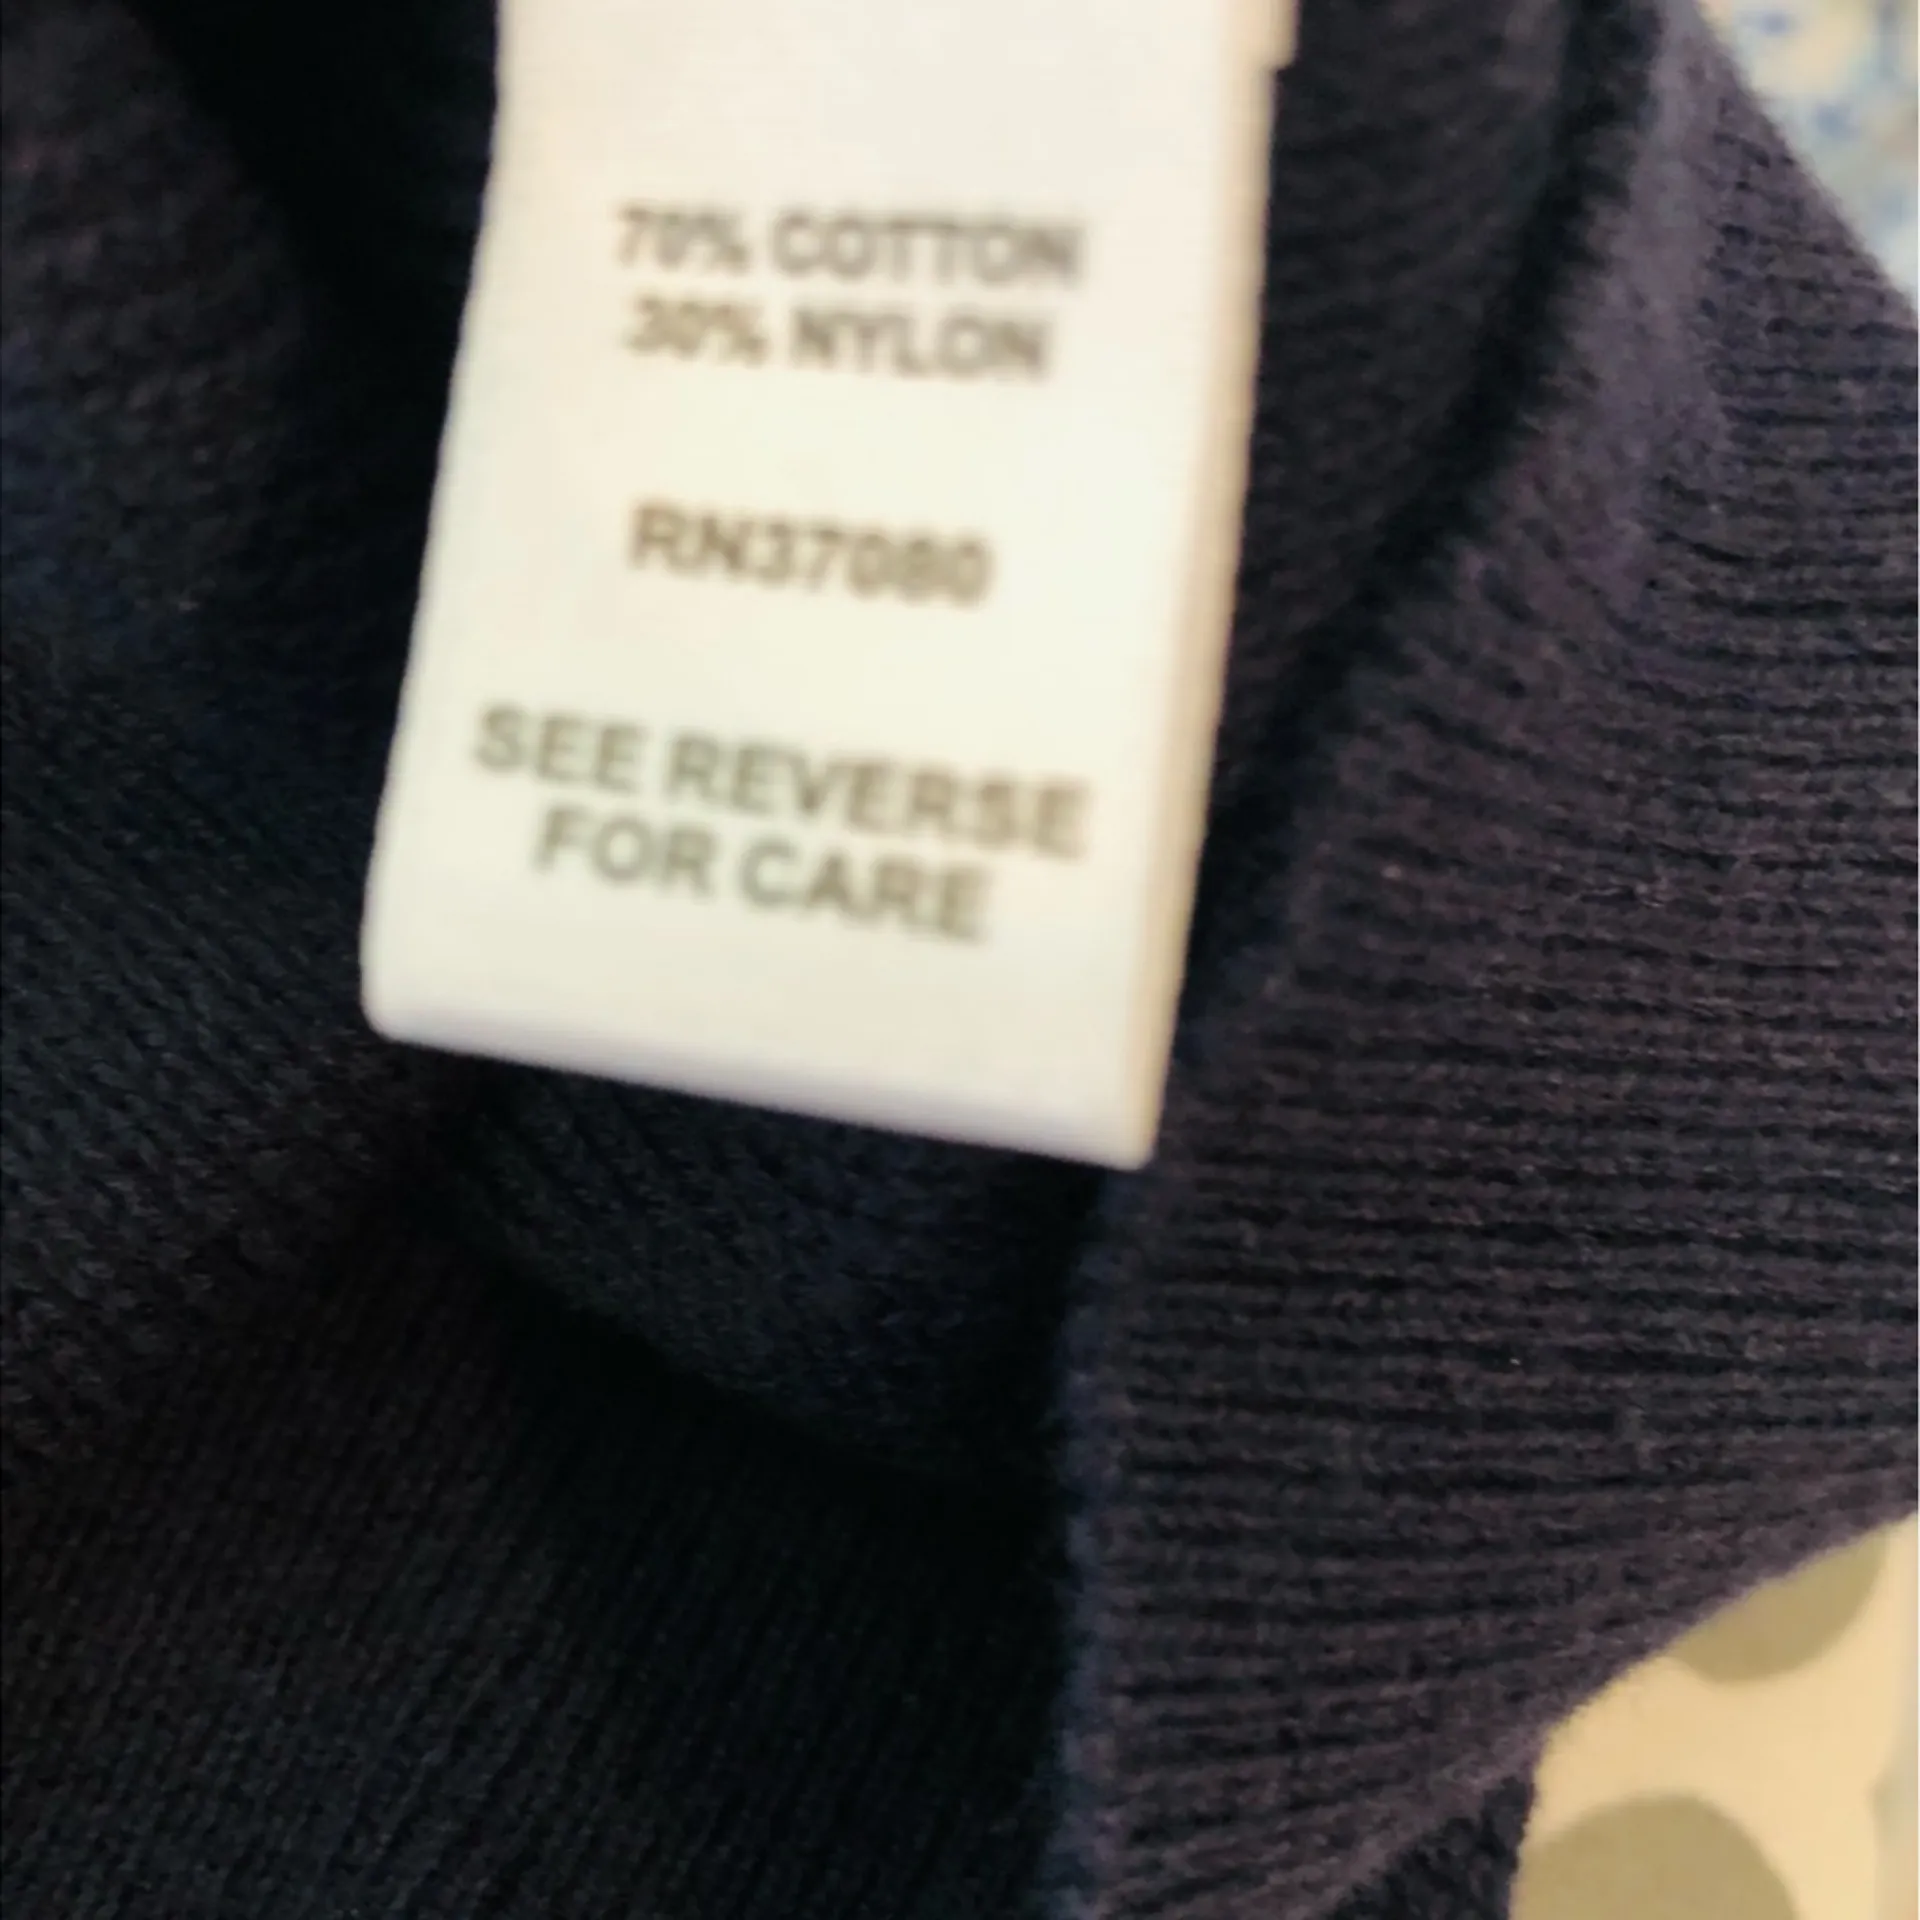 70% COTTON
30% NYLON
RN37080
SEE REVERSE
FOR CARE